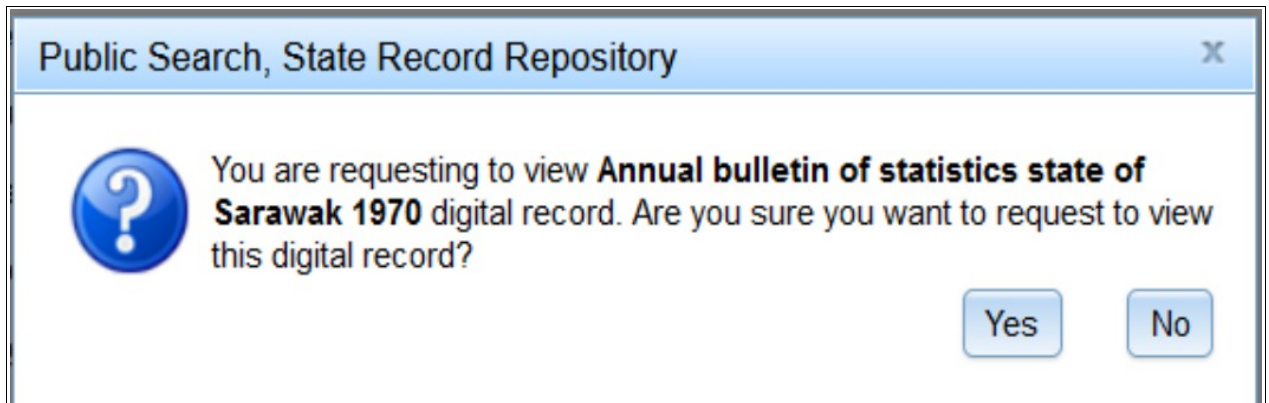 Public Search, State Record Repository x
You are requesting to view Annual bulletin of statistics state of
Sarawak 1970 digital record. Are you sure you want to request to view
this digital record?
Yes No